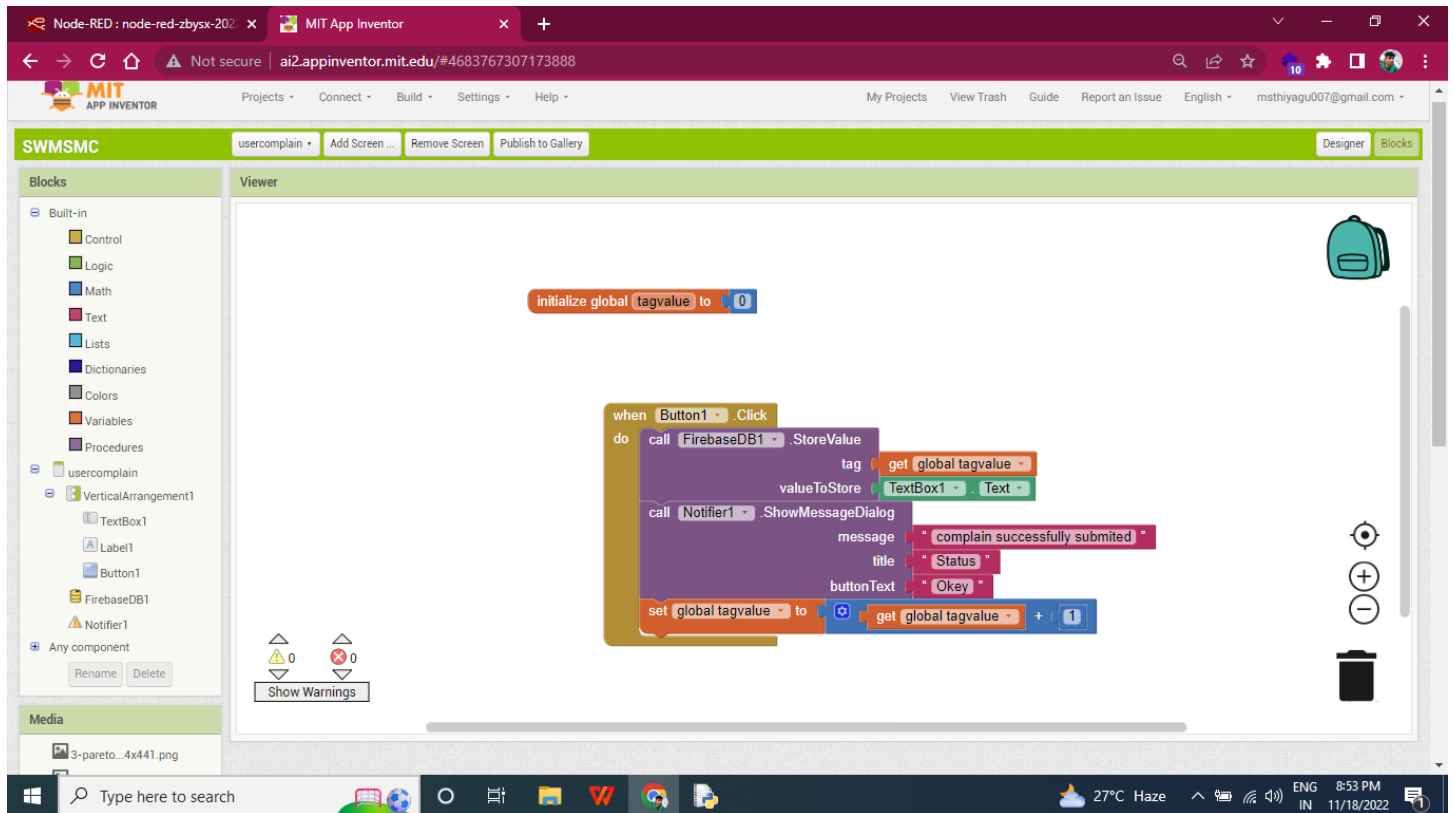 Node-RED : node-red-zbysx-202
MIT App Inventor
Not secure | ai2.appinventor.mit.edu/#4683767307173888
10
MIT
APP INVENTOR
Projects Connect Build Settings Help My Projects View Trash Guide Report an Issue English msthiyagu007@gmail.com
SWMSMC
usercomplain Add Screen ... Remove Screen Publish to Gallery Designer Blocks
Blocks
Viewer
Built-in
Control
Logic
Math
Text
Lists
Dictionaries
Colors
Variables
Procedures
usercomplain
VerticalArrangement1
TextBox1
Label1
Button1
FirebaseDB1
Notifier1
Any component
Rename Delete
Media
3-pareto...4x441.png
initialize global tagvalue to 0
when Button1 .Click
do call FirebaseDB1 .StoreValue
tag get global tagvalue
valueToStore TextBox1 . Text
call Notifier1 .ShowMessageDialog
message " complain successfully submited "
title " Status "
buttonText " Okey "
set global tagvalue to get global tagvalue + 1
0 0
Show Warnings
Type here to search
27°C Haze
ENG
IN
8:53 PM
11/18/2022
1